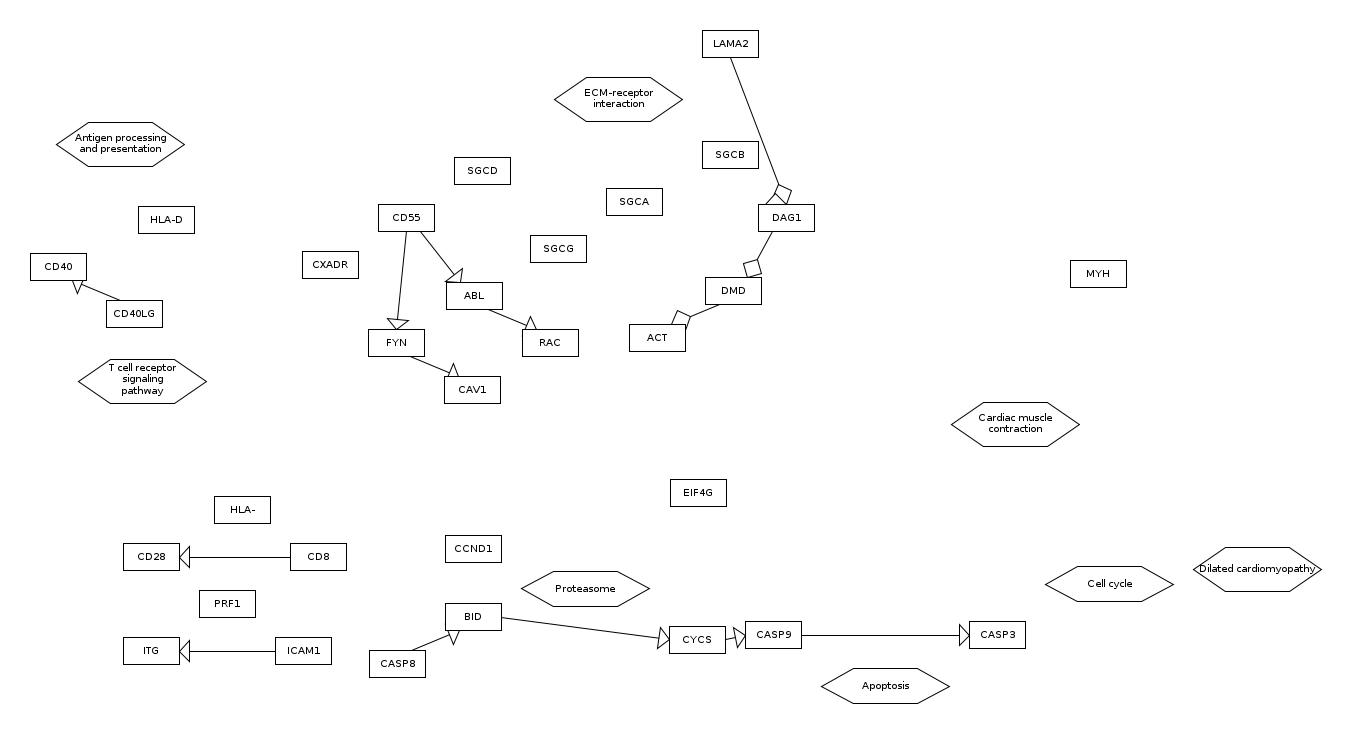 LAMA2
ECM-receptor
interaction
Antigen processing
and presentation
SGCB
SGCD
SGCA
HLA-D
CD55
DAG1
SGCG
CXADR
CD40
MYH
DMD
ABL
CD40LG
ACT
FYN
RAC
T cell receptor
signaling
pathway
CAV1
Cardiac muscle
contraction
EIF4G
HLA-
CCND1
CD28
CD8
Dilated cardiomyopathy
Cell cycle
Proteasome
PRF1
BID
CYCS
CASP9
CASP3
ITG
ICAM1
CASP8
Apoptosis